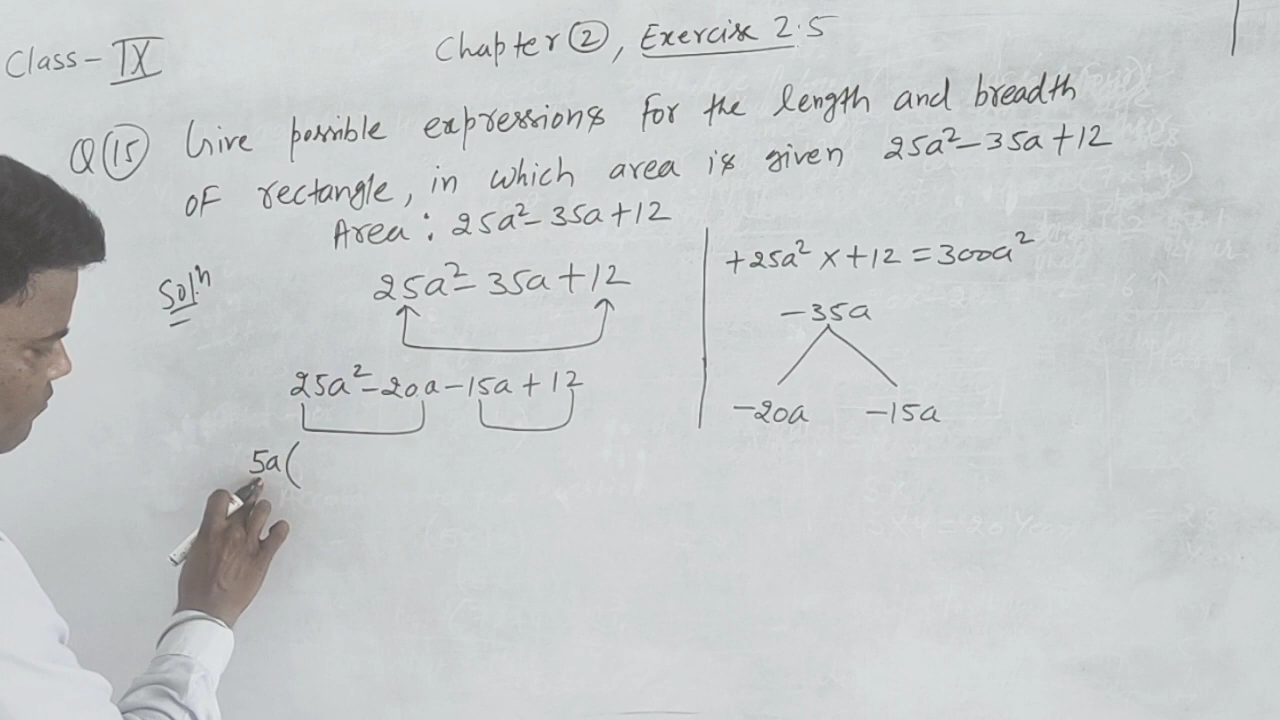 Class - IX
Chapter 2, Exercise 2.5
Q 15 Give possible expressions for the length and breadth
of rectangle, in which area is given 25a² - 35a + 12
Area : 25a² - 35a + 12
Solⁿ
25a² - 35a + 12
25a² - 20a - 15a + 12
5a(
+25a² x +12 = 300a²
-35a
-20a -15a